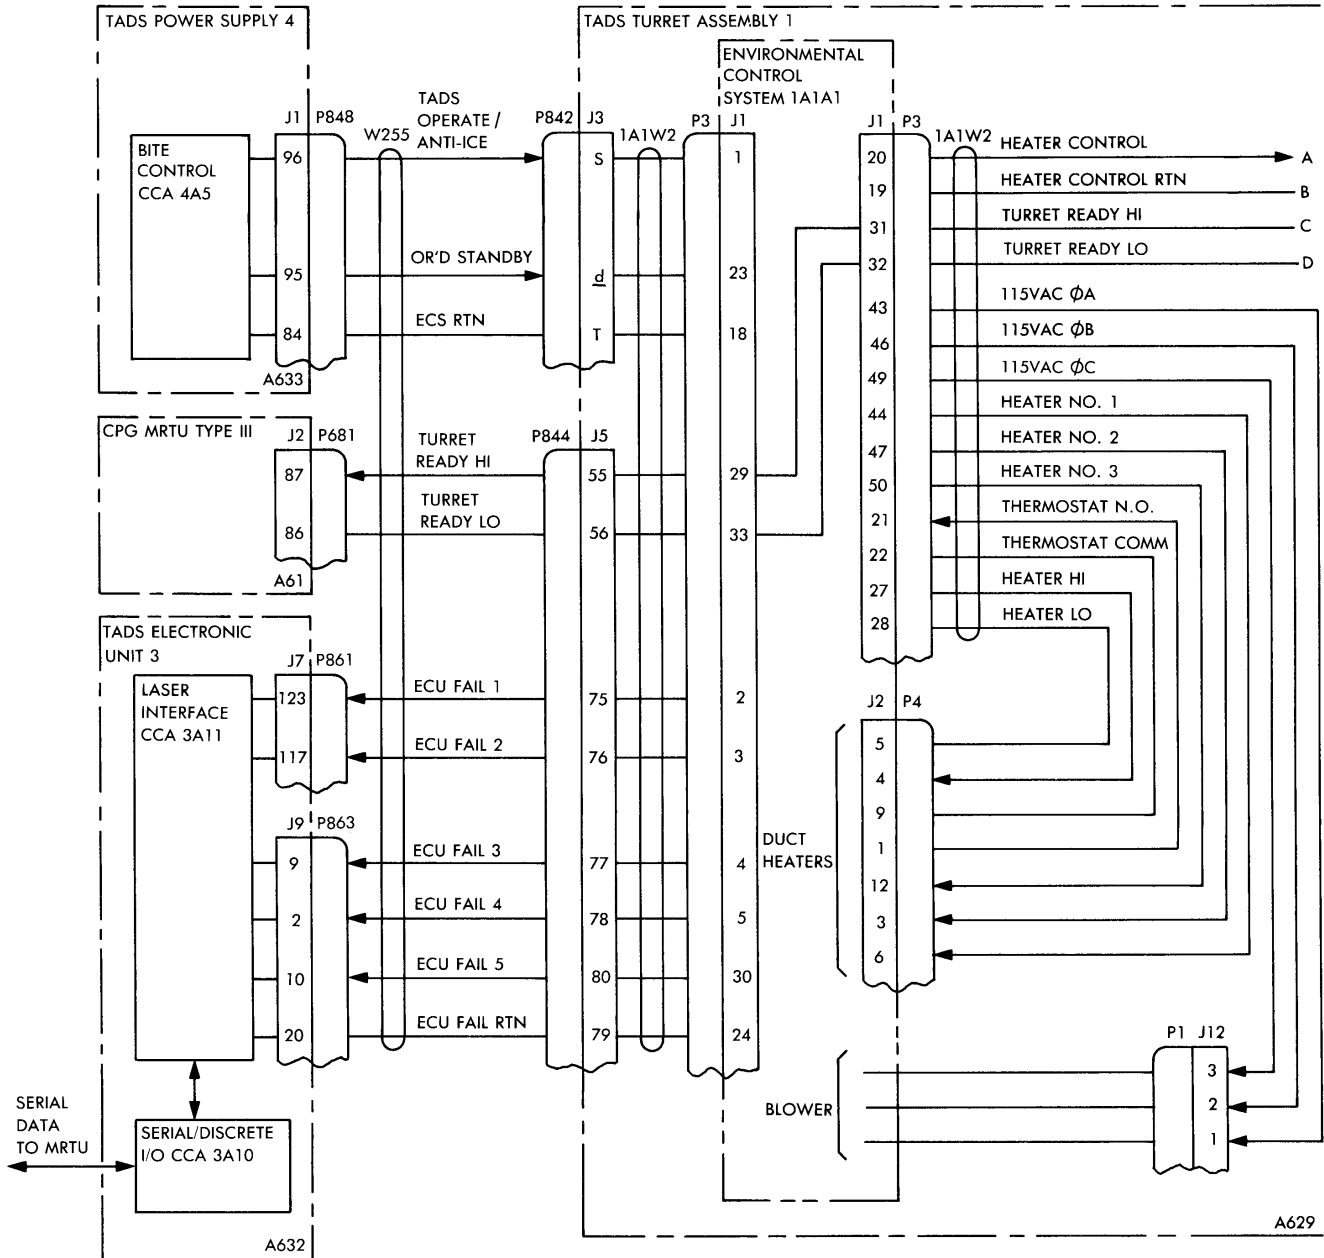 TADS POWER SUPPLY 4
TADS TURRET ASSEMBLY 1
ENVIRONMENTAL
CONTROL
SYSTEM 1A1A1
J1 P848
W255
TADS
OPERATE /
ANTI-ICE
P842 J3
1A1W2
P3 J1
J1 P3
1A1W2
BITE
CONTROL
CCA 4A5
96
S
1
20
HEATER CONTROL
A
19
HEATER CONTROL RTN
B
31
TURRET READY HI
C
OR'D STANDBY
95
d
23
32
TURRET READY LO
D
84
ECS RTN
T
18
43
115VAC ØA
46
115VAC ØB
A633
49
115VAC ØC
44
HEATER NO. 1
CPG MRTU TYPE III
J2 P681
TURRET
READY HI
P844 J5
47
HEATER NO. 2
87
55
29
50
HEATER NO. 3
TURRET
READY LO
21
THERMOSTAT N.O.
86
56
33
22
THERMOSTAT COMM
A61
27
HEATER HI
28
HEATER LO
TADS ELECTRONIC
UNIT 3
J7 P861
LASER
INTERFACE
CCA 3A11
123
ECU FAIL 1
75
2
J2 P4
117
ECU FAIL 2
76
3
5
4
9
J9 P863
DUCT
HEATERS
1
9
ECU FAIL 3
77
4
12
2
ECU FAIL 4
78
5
3
6
10
ECU FAIL 5
80
30
20
ECU FAIL RTN
79
24
P1 J12
3
BLOWER
2
1
SERIAL
DATA
TO MRTU
SERIAL/DISCRETE
I/O CCA 3A10
A632
A629